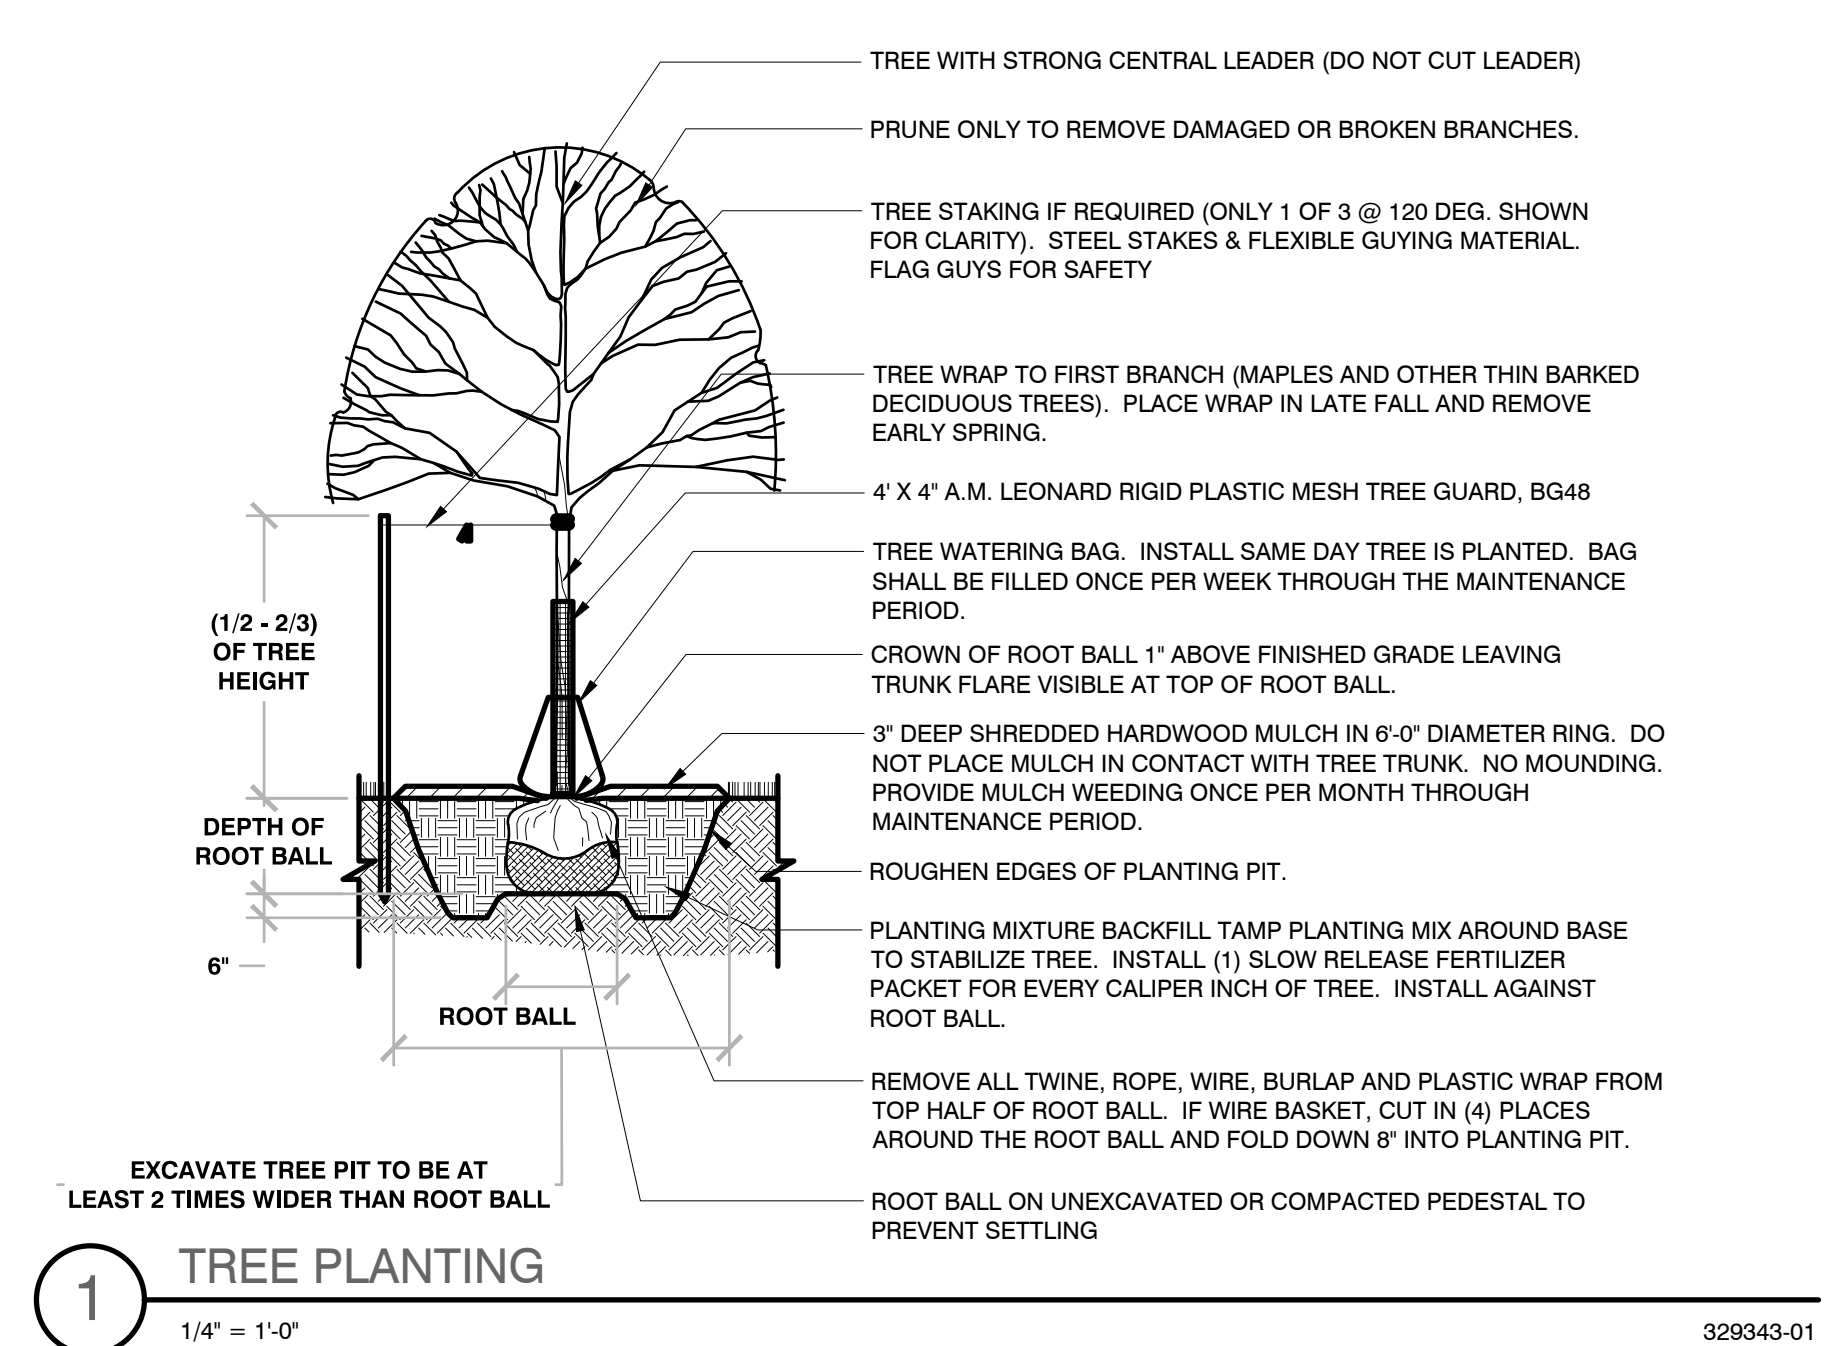 TREE WITH STRONG CENTRAL LEADER (DO NOT CUT LEADER)
PRUNE ONLY TO REMOVE DAMAGED OR BROKEN BRANCHES.
TREE STAKING IF REQUIRED (ONLY 1 OF 3 @ 120 DEG. SHOWN
FOR CLARITY). STEEL STAKES & FLEXIBLE GUYING MATERIAL.
FLAG GUYS FOR SAFETY
TREE WRAP TO FIRST BRANCH (MAPLES AND OTHER THIN BARKED
DECIDUOUS TREES). PLACE WRAP IN LATE FALL AND REMOVE
EARLY SPRING.
4' X 4" A.M. LEONARD RIGID PLASTIC MESH TREE GUARD, BG48
TREE WATERING BAG. INSTALL SAME DAY TREE IS PLANTED. BAG
SHALL BE FILLED ONCE PER WEEK THROUGH THE MAINTENANCE
PERIOD.
CROWN OF ROOT BALL 1" ABOVE FINISHED GRADE LEAVING
TRUNK FLARE VISIBLE AT TOP OF ROOT BALL.
3" DEEP SHREDDED HARDWOOD MULCH IN 6'-0" DIAMETER RING. DO
NOT PLACE MULCH IN CONTACT WITH TREE TRUNK. NO MOUNDING.
PROVIDE MULCH WEEDING ONCE PER MONTH THROUGH
MAINTENANCE PERIOD.
ROUGHEN EDGES OF PLANTING PIT.
PLANTING MIXTURE BACKFILL TAMP PLANTING MIX AROUND BASE
TO STABILIZE TREE. INSTALL (1) SLOW RELEASE FERTILIZER
PACKET FOR EVERY CALIPER INCH OF TREE. INSTALL AGAINST
ROOT BALL.
REMOVE ALL TWINE, ROPE, WIRE, BURLAP AND PLASTIC WRAP FROM
TOP HALF OF ROOT BALL. IF WIRE BASKET, CUT IN (4) PLACES
AROUND THE ROOT BALL AND FOLD DOWN 8" INTO PLANTING PIT.
ROOT BALL ON UNEXCAVATED OR COMPACTED PEDESTAL TO
PREVENT SETTLING
(1/2 - 2/3)
OF TREE
HEIGHT
DEPTH OF
ROOT BALL
6"
ROOT BALL
EXCAVATE TREE PIT TO BE AT
LEAST 2 TIMES WIDER THAN ROOT BALL
1
TREE PLANTING
1/4" = 1'-0"
329343-01